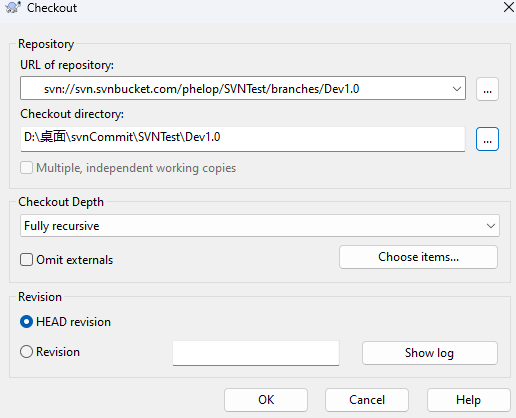 Checkout
Repository
URL of repository:
svn://svn.svnbucket.com/phelop/SVNTest/branches/Dev1.0
...
Checkout directory:
D:\桌面\svnCommit\SVNTest\Dev1.0
...
Multiple, independent working copies
Checkout Depth
Fully recursive
Omit externals
Choose items...
Revision
HEAD revision
Revision
Show log
OK
Cancel
Help